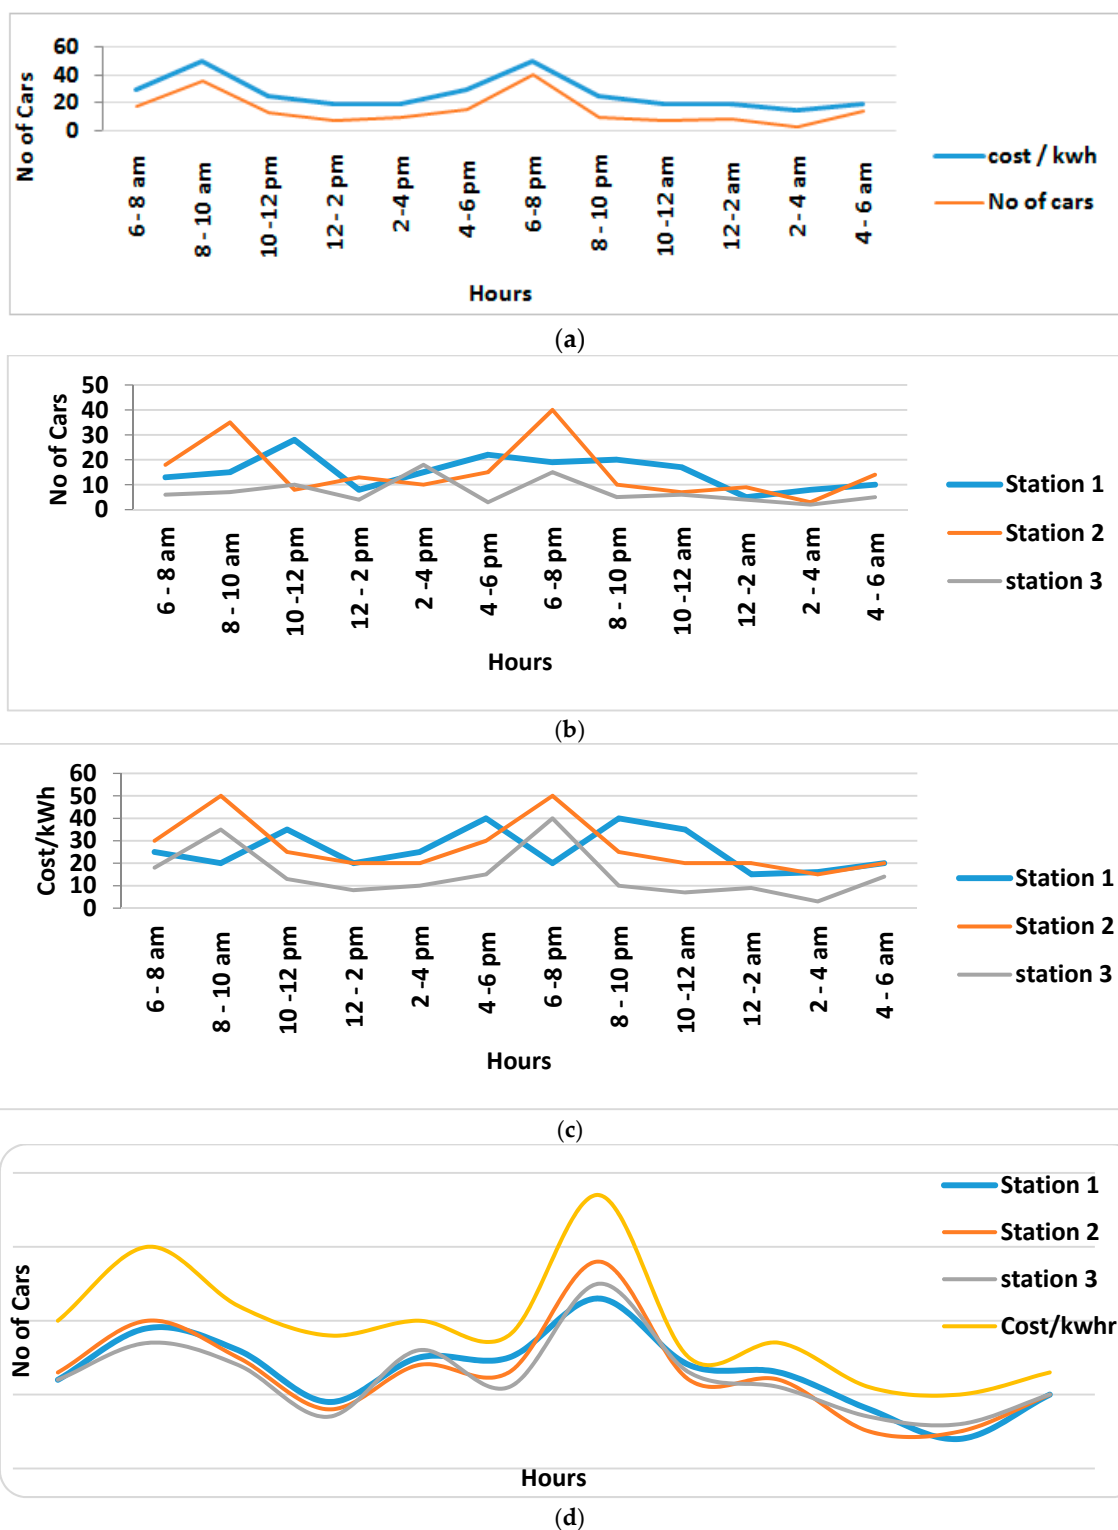 60
40
20
0
No of Cars
6 - 8 am
8 - 10 am
10 -12 pm
12- 2 pm
2-4 pm
4-6 pm
6-8 pm
8 - 10 pm
10 -12 am
12-2 am
2- 4 am
4 - 6 am
Hours
cost / kwh
No of cars
(a)
50
40
30
20
10
0
No of Cars
6 - 8 am
8 - 10 am
10 -12 pm
12 - 2 pm
2 -4 pm
4 -6 pm
6 -8 pm
8 - 10 pm
10 -12 am
12 -2 am
2 - 4 am
4 - 6 am
Hours
Station 1
Station 2
station 3
(b)
60
50
40
30
20
10
0
Cost/kWh
6 - 8 am
8 - 10 am
10 -12 pm
12 - 2 pm
2 -4 pm
4 -6 pm
6 -8 pm
8 - 10 pm
10 -12 am
12 -2 am
2 - 4 am
4 - 6 am
Hours
Station 1
Station 2
station 3
(c)
No of Cars
Hours
Station 1
Station 2
station 3
Cost/kwhr
(d)